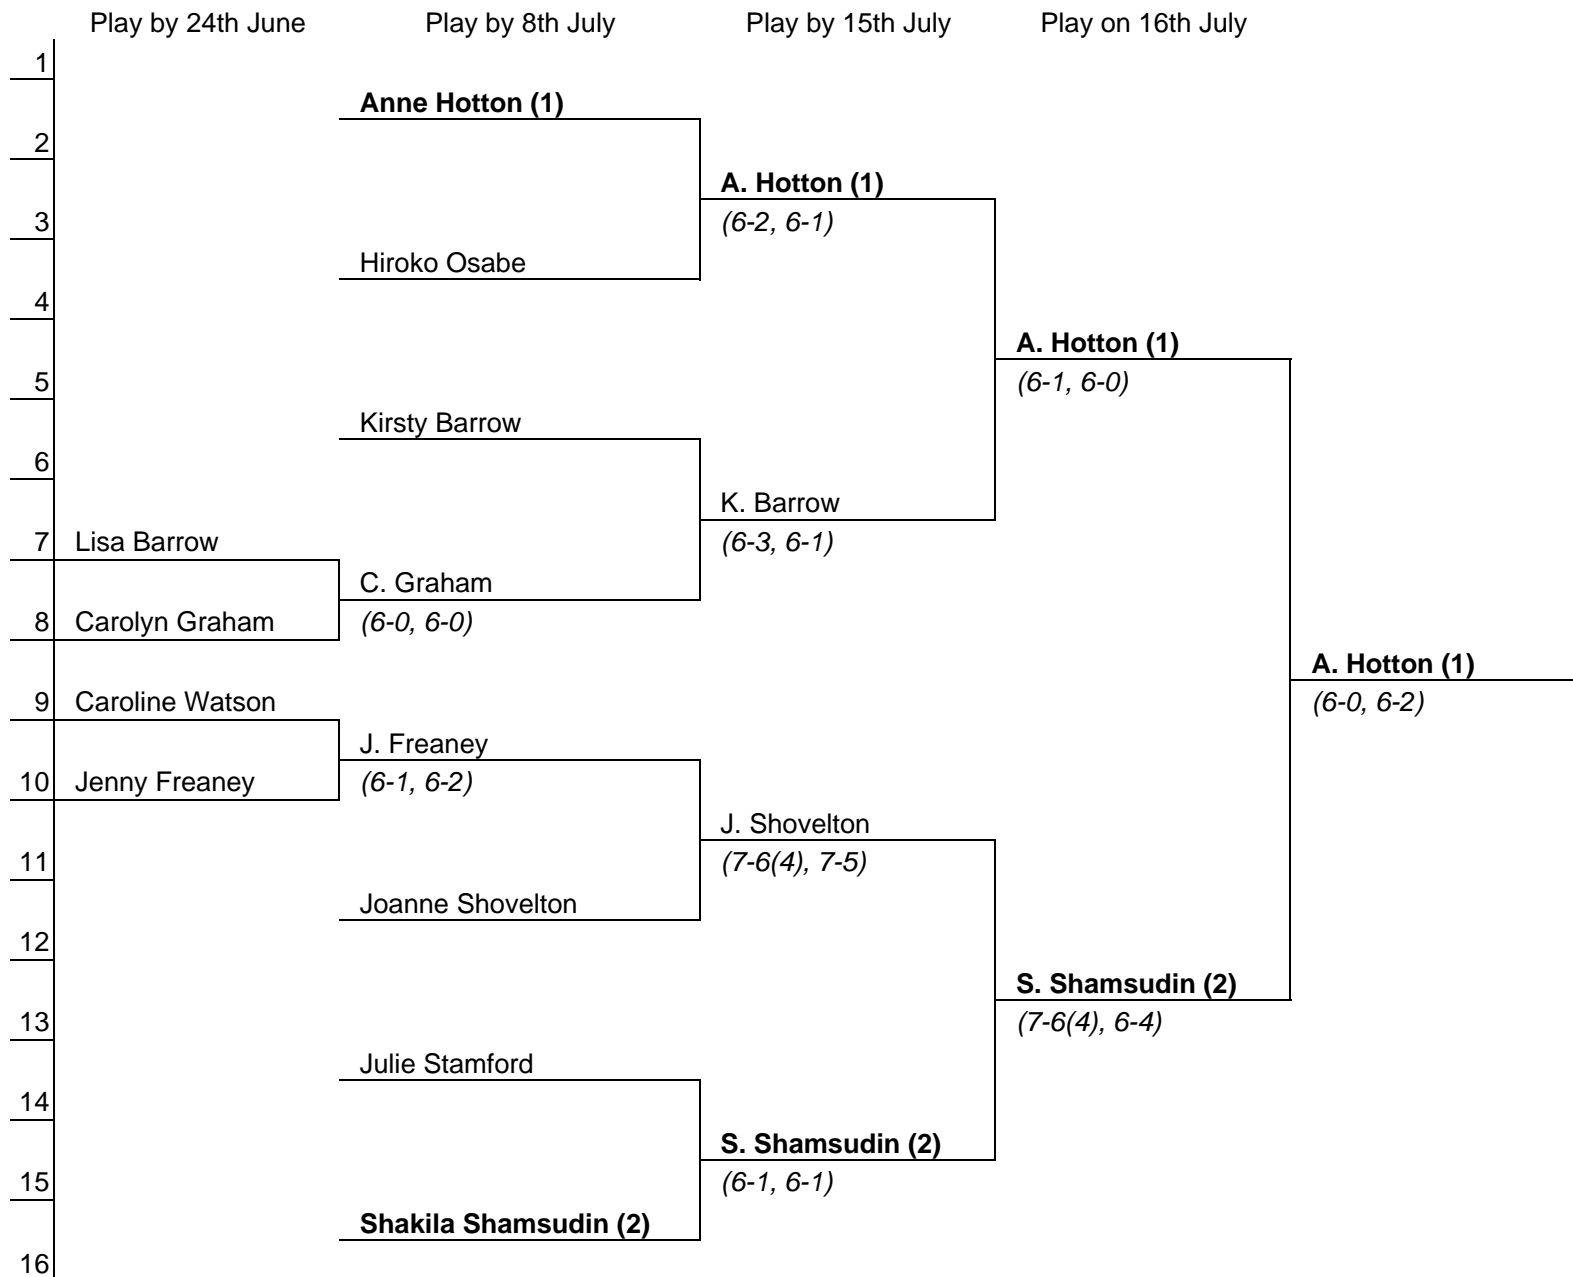 Play by 24th June Play by 8th July Play by 15th July Play on 16th July
1
Anne Hotton (1)
2
A. Hotton (1)
3 (6-2, 6-1)
Hiroko Osabe
4
A. Hotton (1)
5 (6-1, 6-0)
Kirsty Barrow
6
K. Barrow
7 Lisa Barrow (6-3, 6-1)
C. Graham
8 Carolyn Graham (6-0, 6-0)
A. Hotton (1)
9 Caroline Watson (6-0, 6-2)
J. Freaney
10 Jenny Freaney (6-1, 6-2)
J. Shovelton
11 (7-6(4), 7-5)
Joanne Shovelton
12
S. Shamsudin (2)
13 (7-6(4), 6-4)
Julie Stamford
14
S. Shamsudin (2)
15 (6-1, 6-1)
Shakila Shamsudin (2)
16